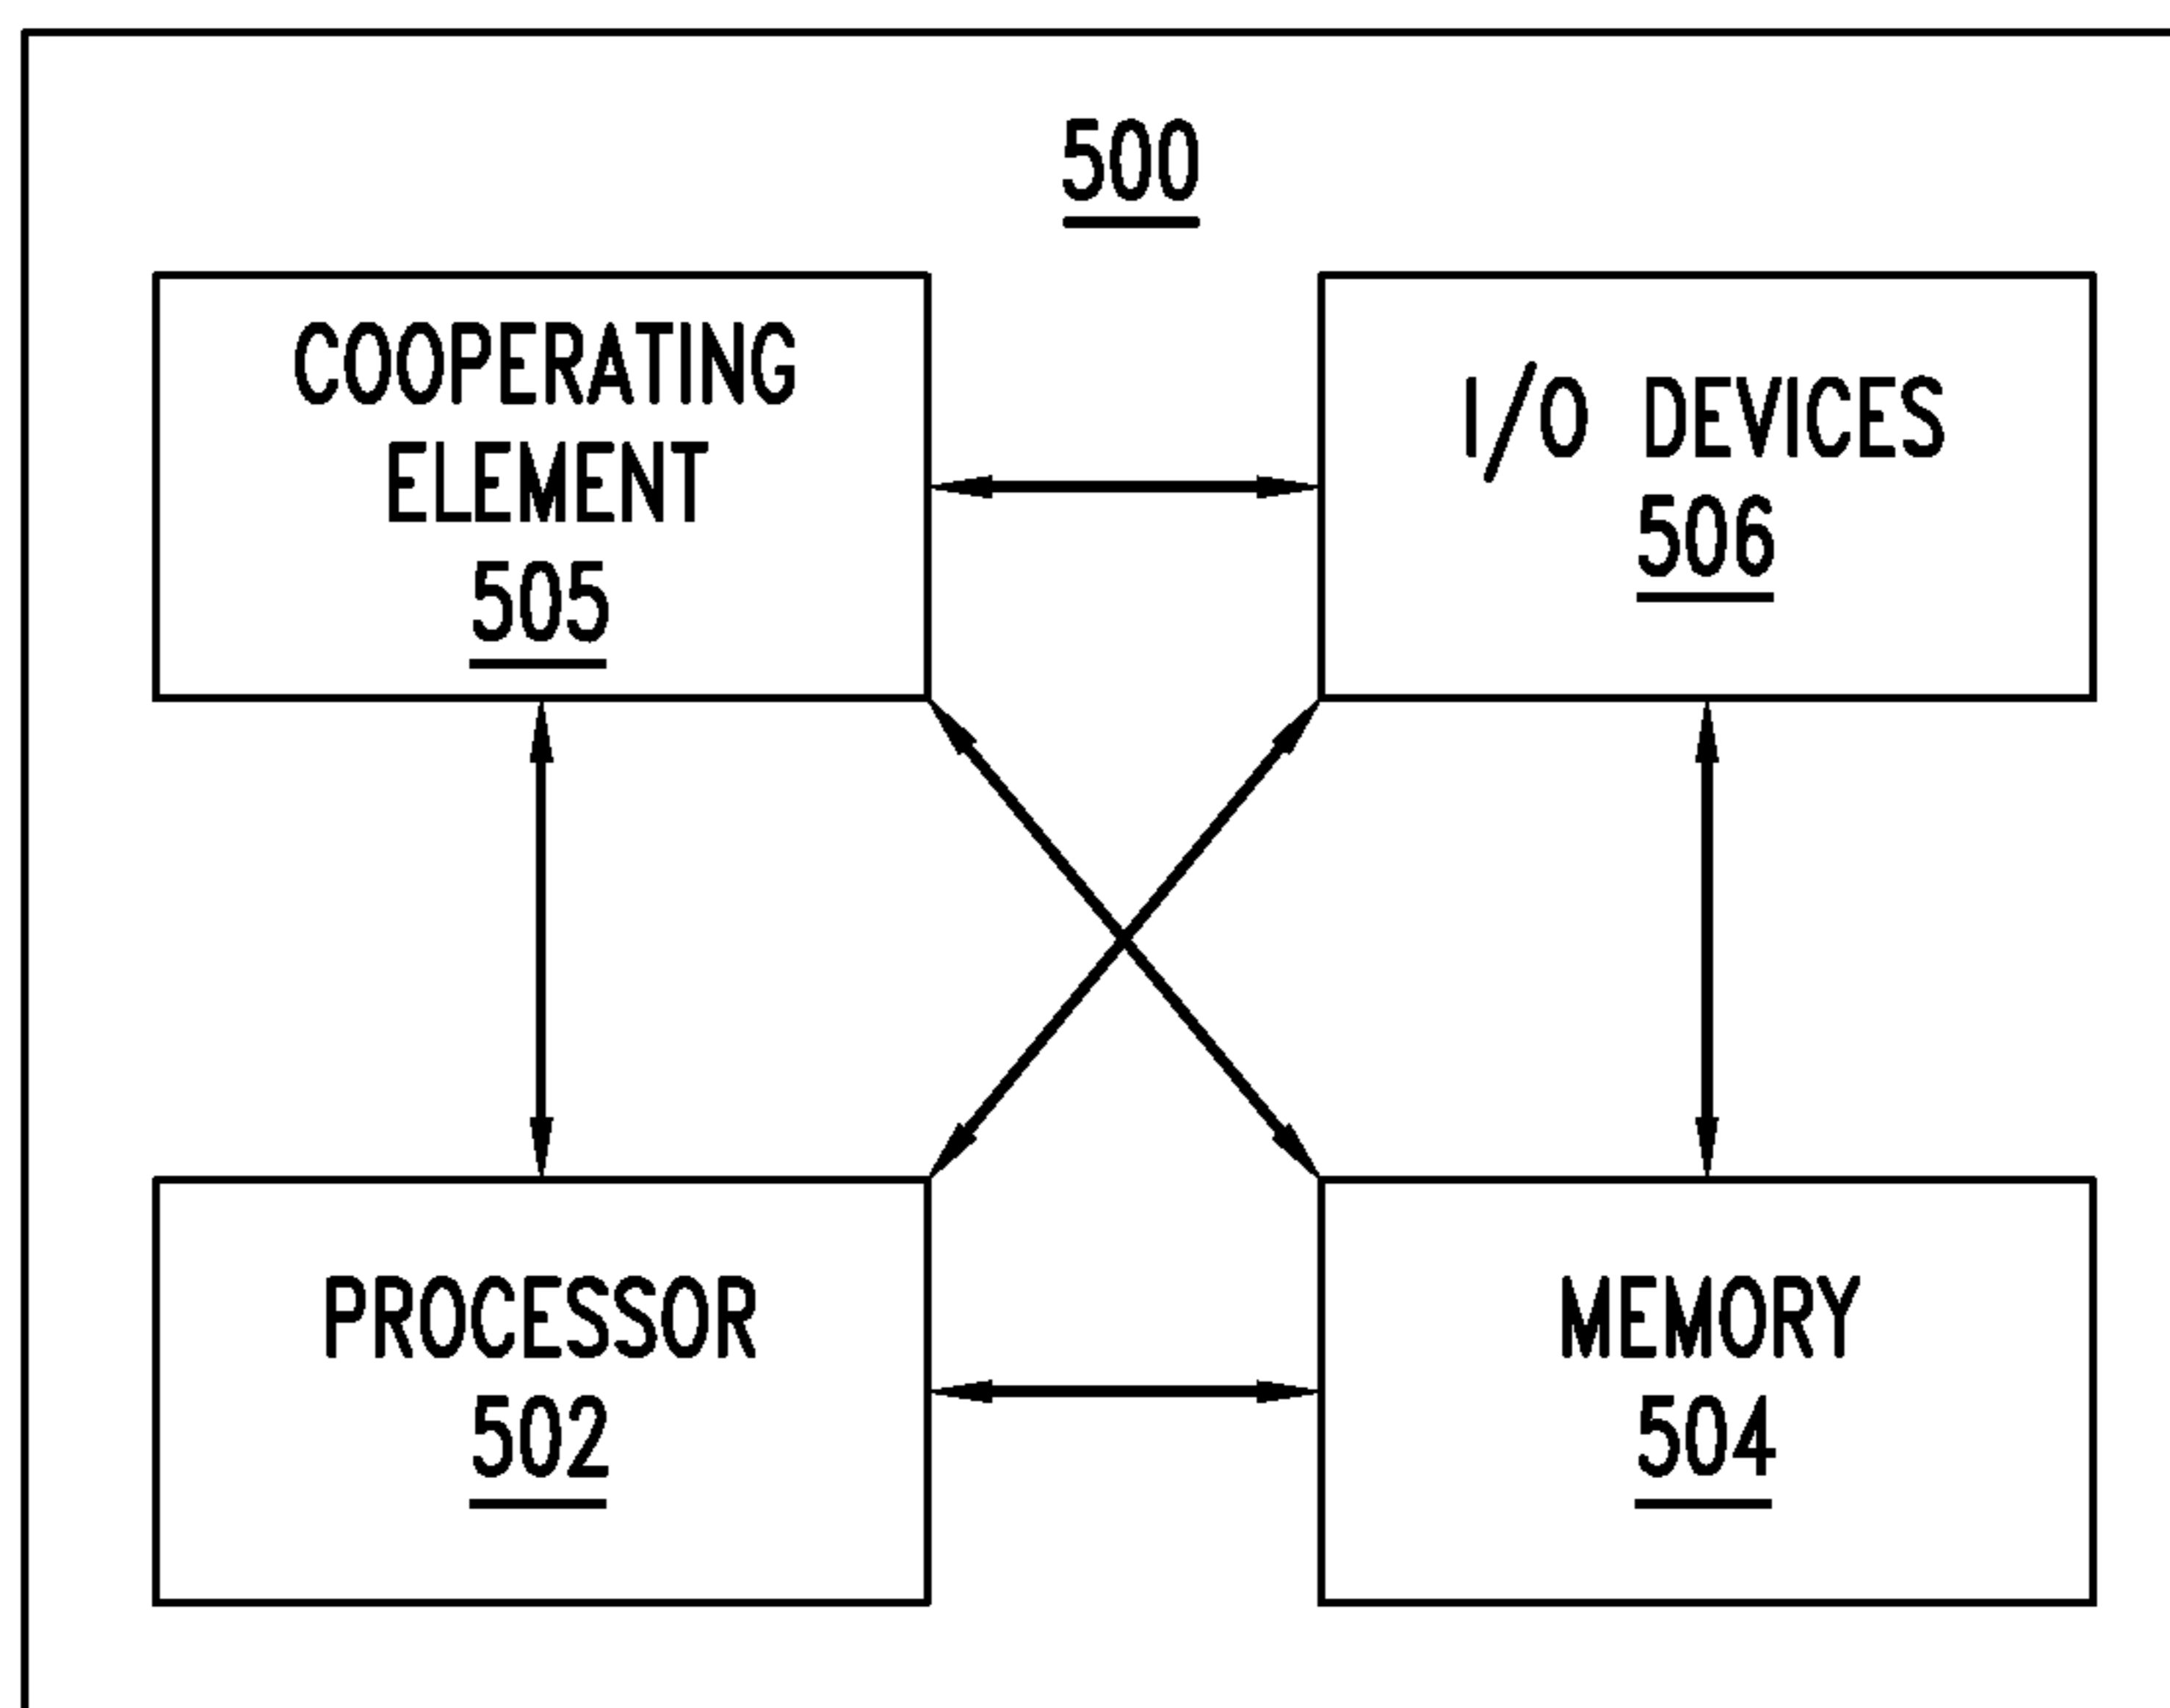 500
COOPERATING
ELEMENT
505
I/O DEVICES
506
PROCESSOR
502
MEMORY
504